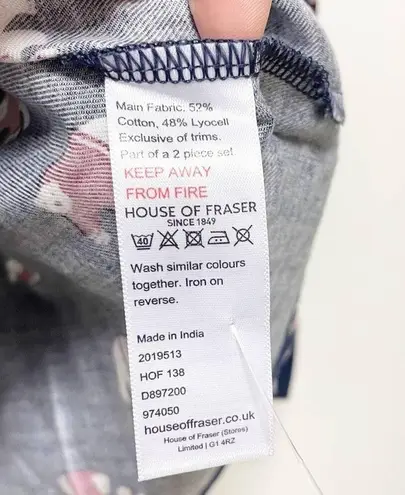 Main Fabric. 52%
Cotton, 48% Lyocell
Exclusive of trims.
Part of a 2 piece set
KEEP AWAY
FROM FIRE
HOUSE OF FRASER
SINCE 1849
40
Wash similar colours
together. Iron on
reverse.
Made in India
2019513
HOF 138
D897200
974050
houseoffraser.co.uk
House of Fraser (Stores)
Limited | G1 4RZ